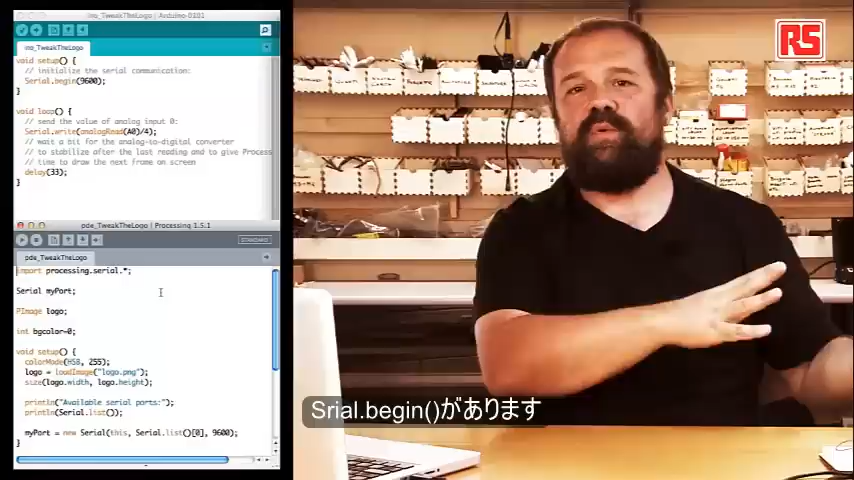 ino_TweakTheLogo | Arduino-0101
ino_TweakTheLogo
void setup() {
// initialize the serial communication:
Serial.begin(9600);
}
void loop() {
// send the value of analog input 0:
Serial.write(analogRead(A0)/4);
// wait a bit for the analog-to-digital converter
// to stabilize after the last reading and to give Process
// time to draw the next frame on screen
delay(33);
}
pde_TweakTheLogo | Processing 1.5.1
STANDARD
pde_TweakTheLogo
import processing.serial.*;
Serial myPort;
PImage logo;
int bgcolor=0;
void setup() {
colorMode(HSB, 255);
logo = loadImage("logo.png");
size(logo.width, logo.height);
println("Available serial ports:");
println(Serial.list());
myPort = new Serial(this, Serial.list()[0], 9600);
}
RS
Srial.begin()があります